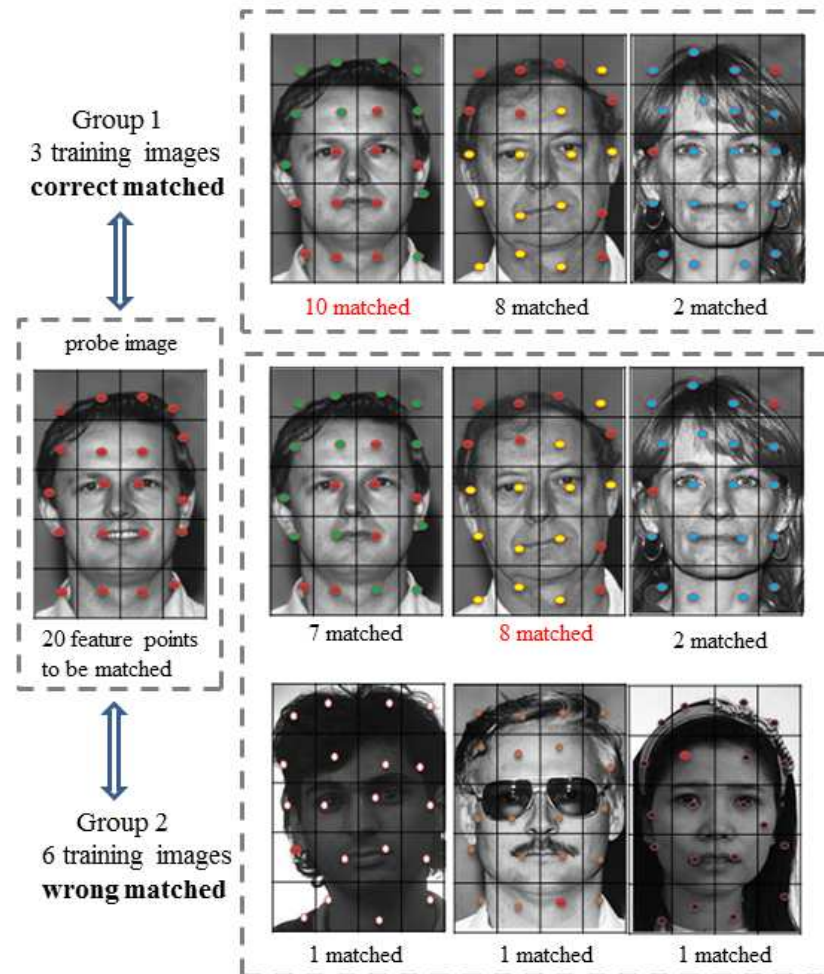 Group 1
3 training images
correct matched
10 matched
8 matched
2 matched
probe image
20 feature points
to be matched
7 matched
8 matched
2 matched
Group 2
6 training images
wrong matched
1 matched
1 matched
1 matched